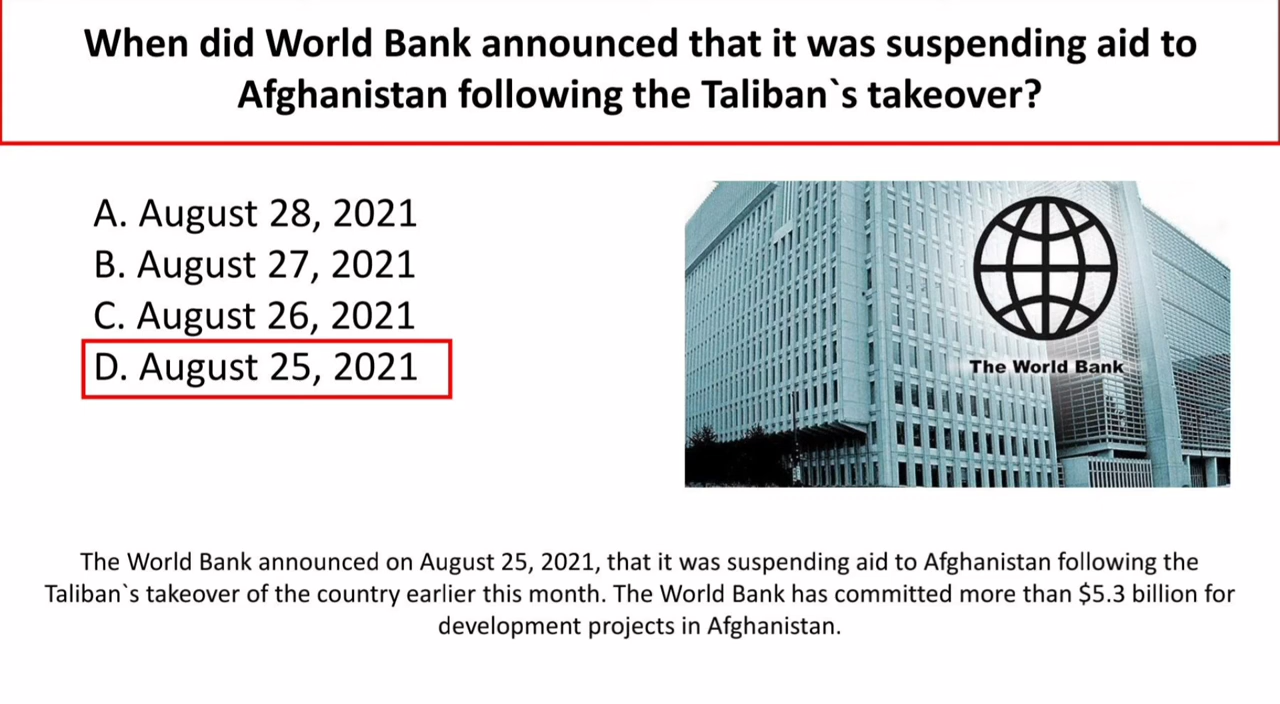 When did World Bank announced that it was suspending aid to
Afghanistan following the Taliban`s takeover?
A. August 28, 2021
B. August 27, 2021
C. August 26, 2021
D. August 25, 2021
The World Bank
The World Bank announced on August 25, 2021, that it was suspending aid to Afghanistan following the
Taliban`s takeover of the country earlier this month. The World Bank has committed more than $5.3 billion for
development projects in Afghanistan.